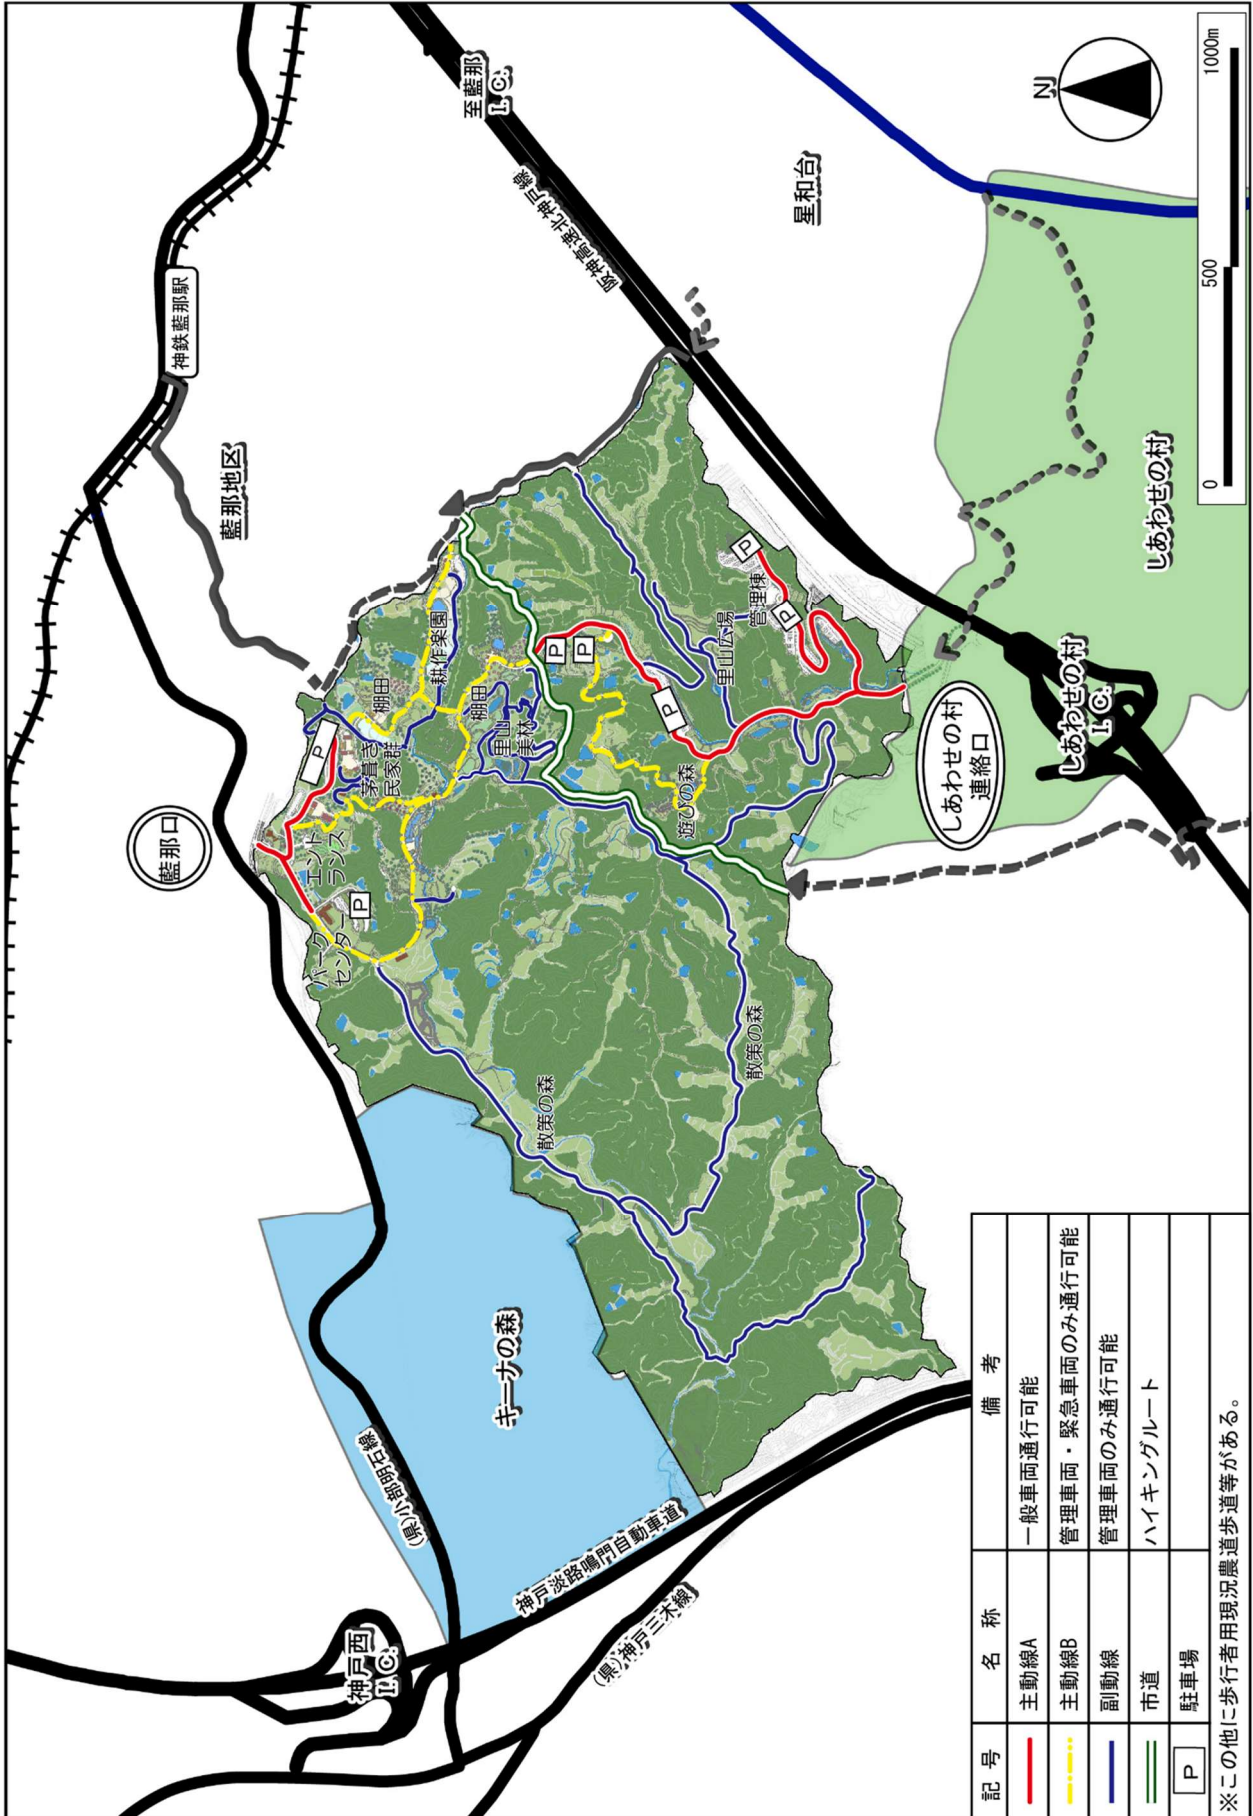 神戸西
I.C.
(県)小部明石線
神戸淡路鳴門自動車道
(県)神戸三木線
キーナの森
藍那口
神鉄藍那駅
藍那地区
至藍那
I.C.
阪神高速北神戸線
星和台
N
パーク
センター
P
エント
ランス
P
茅葺き
民家群
棚田
耕作楽園
棚田
里山
美林
P
P
P
遊びの森
里山広場
管理棟
P
P
散策の森
散策の森
しあわせの村
連絡口
しあわせの村
I.C.
しあわせの村
0
500
1000m
記号 名称 備考
主動線A 一般車両通行可能
主動線B 管理車両・緊急車両のみ通行可能
副動線 管理車両のみ通行可能
市道 ハイキングルート
P 駐車場
※この他に歩行者用現況農道歩道等がある。